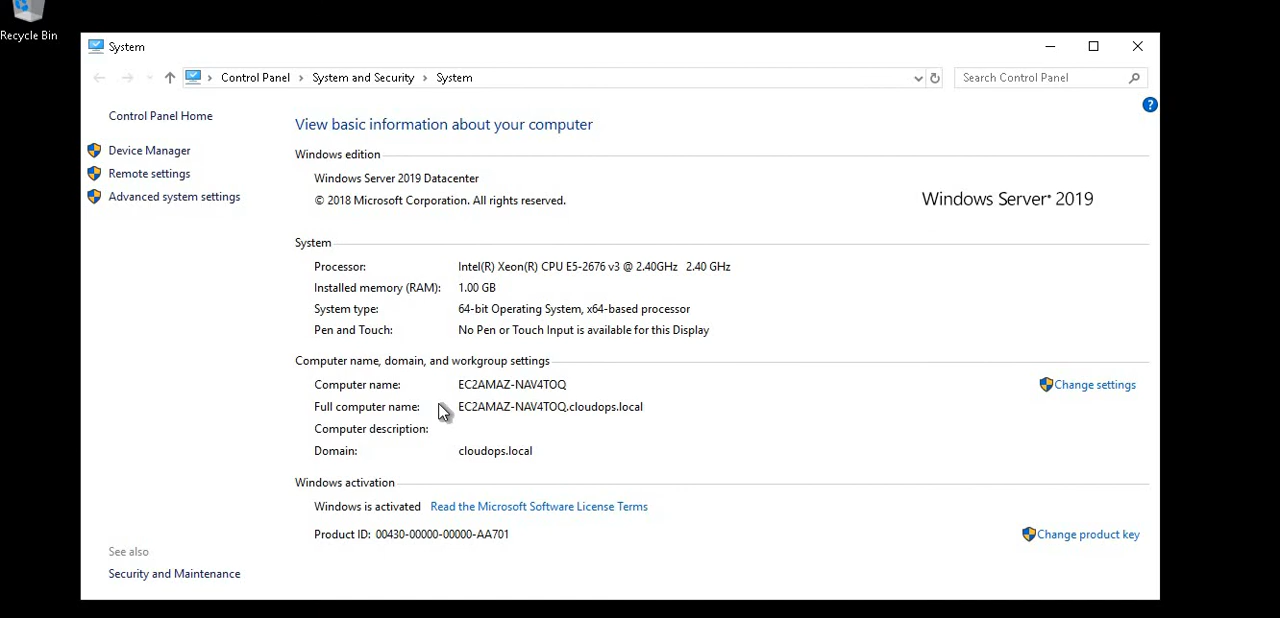 Recycle Bin
System
Control Panel > System and Security > System
Search Control Panel
Control Panel Home
Device Manager
Remote settings
Advanced system settings
?
View basic information about your computer
Windows edition
Windows Server 2019 Datacenter
© 2018 Microsoft Corporation. All rights reserved.
Windows Server® 2019
System
Processor: Intel(R) Xeon(R) CPU E5-2676 v3 @ 2.40GHz 2.40 GHz
Installed memory (RAM): 1.00 GB
System type: 64-bit Operating System, x64-based processor
Pen and Touch: No Pen or Touch Input is available for this Display
Computer name, domain, and workgroup settings
Computer name: EC2AMAZ-NAV4TOQ
Change settings
Full computer name: EC2AMAZ-NAV4TOQ.cloudops.local
Computer description:
Domain: cloudops.local
Windows activation
Windows is activated Read the Microsoft Software License Terms
Product ID: 00430-00000-00000-AA701
Change product key
See also
Security and Maintenance